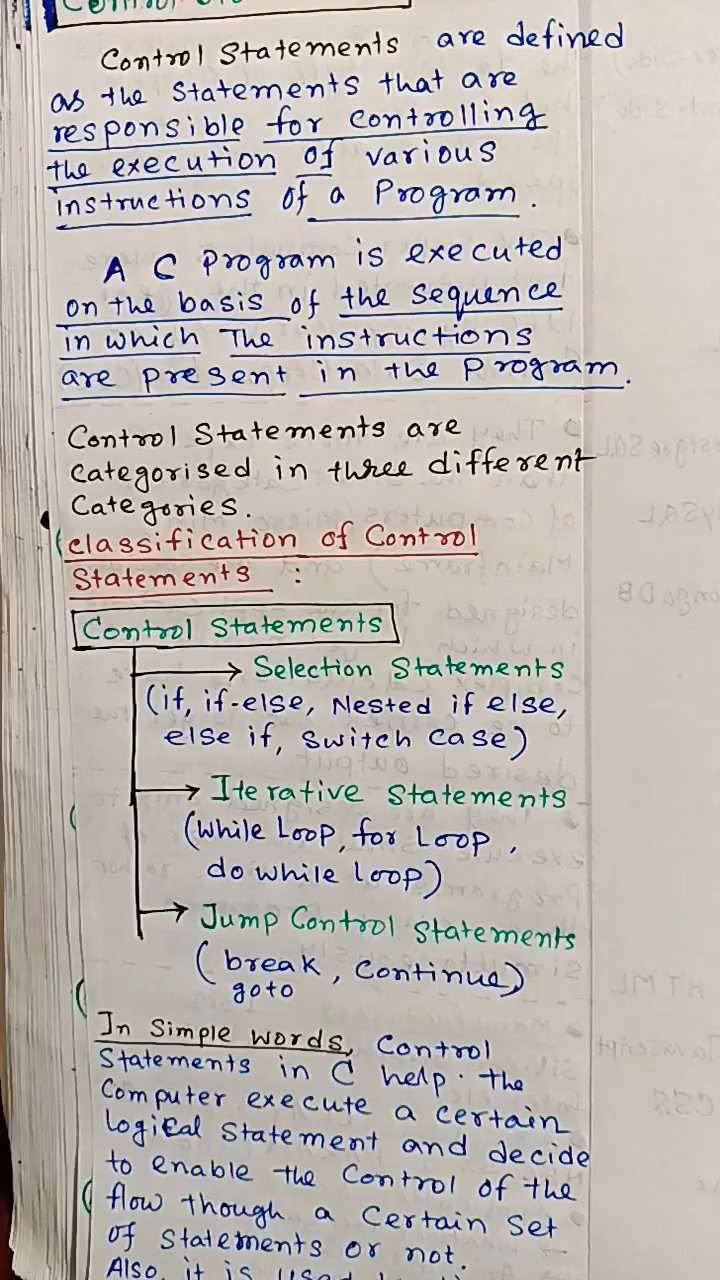 Control Statements are defined
as the Statements that are
responsible for controlling
the execution of various
instructions of a Program.
A C Program is executed
on the basis of the sequence
in which The instructions
are present in the Program.
Control Statements are
Categorised in three different
Categories.
Classification of Control
Statements :
Control Statements
Selection Statements
(if, if-else, Nested if else,
else if, Switch Case)
Iterative Statements
(While Loop, for Loop,
do while loop)
Jump Control Statements
(break, Continue)
goto
In Simple words, Control
Statements in C help. the
Computer execute a certain
logical Statement and decide
to enable the Control of the
flow though a Certain Set
of Statements or not.
Also, it is used